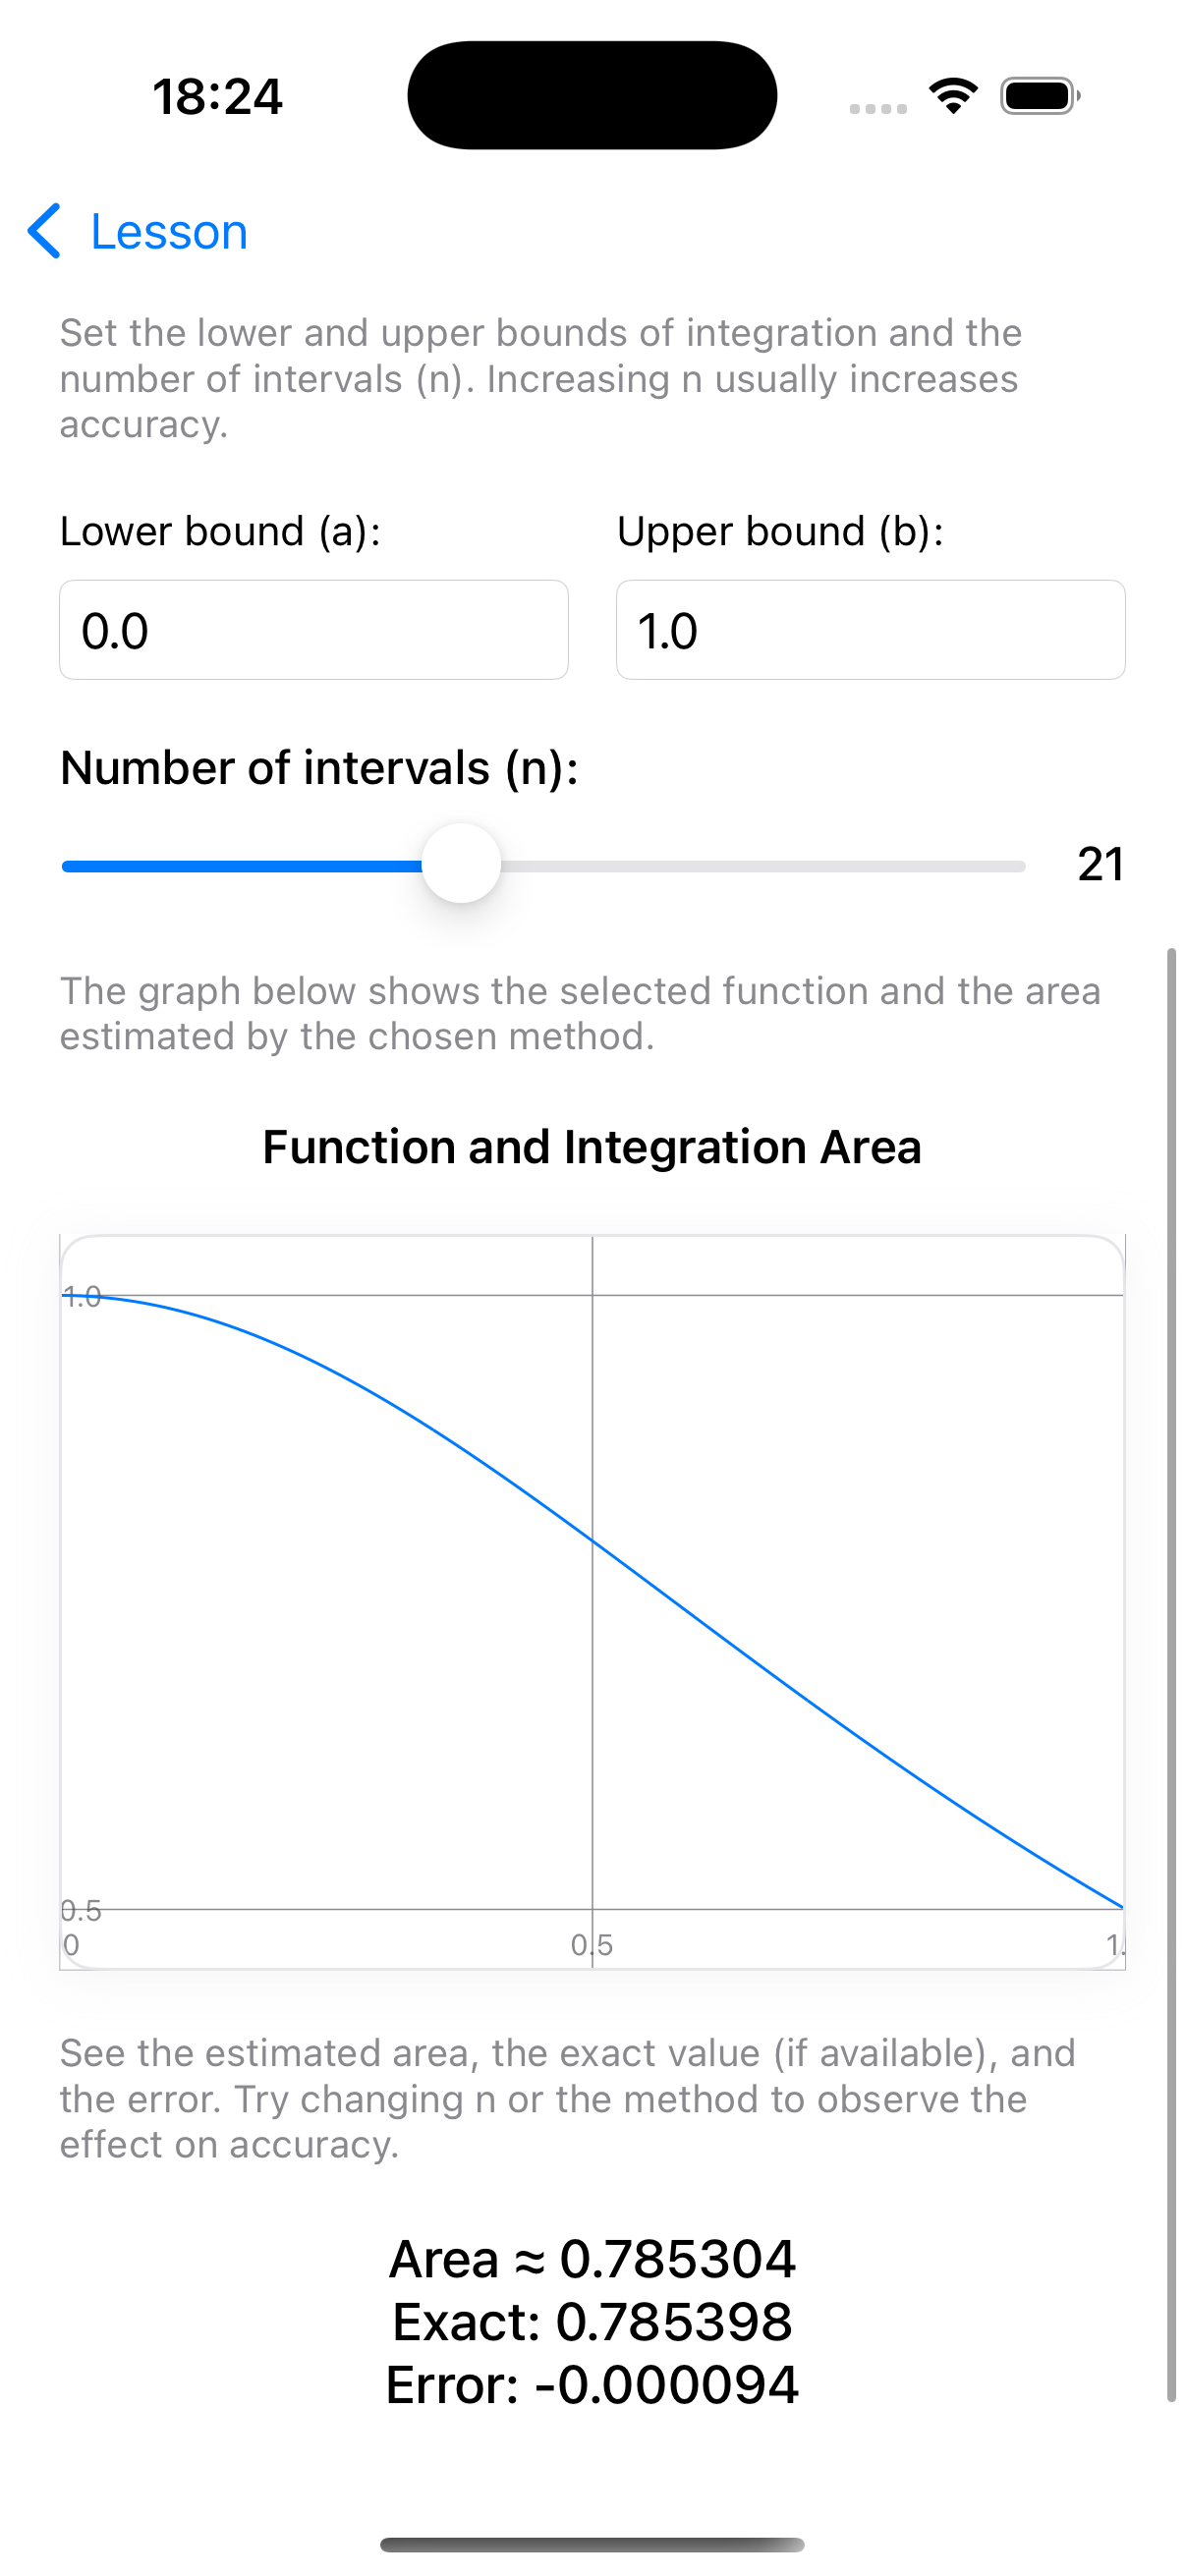 18:24
Lesson
Set the lower and upper bounds of integration and the
number of intervals (n). Increasing n usually increases
accuracy.
Lower bound (a): Upper bound (b):
0.0 1.0
Number of intervals (n):
21
The graph below shows the selected function and the area
estimated by the chosen method.
Function and Integration Area
1.0
0.5
0 0.5 1.
See the estimated area, the exact value (if available), and
the error. Try changing n or the method to observe the
effect on accuracy.
Area ≈ 0.785304
Exact: 0.785398
Error: -0.000094